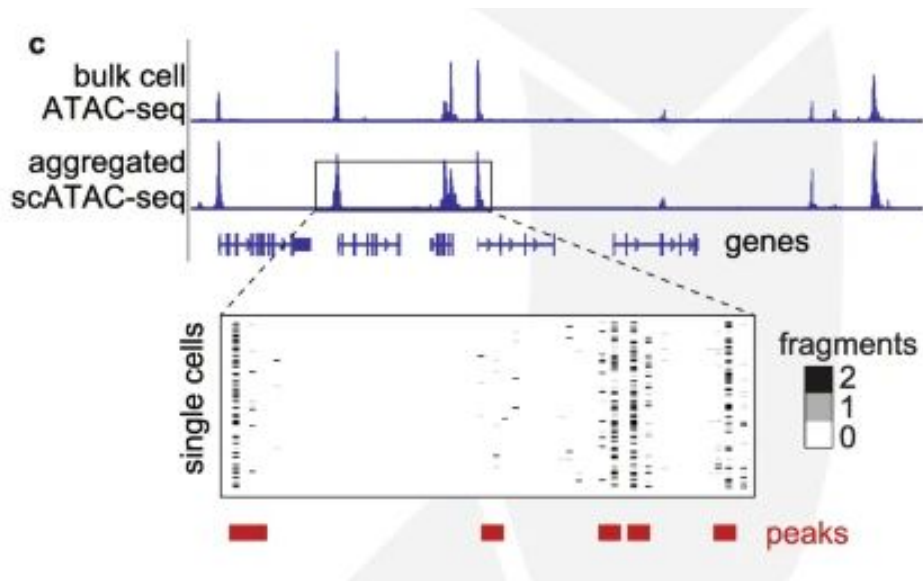 c
bulk cell
ATAC-seq
aggregated
scATAC-seq
genes
single cells
fragments
2
1
0
peaks